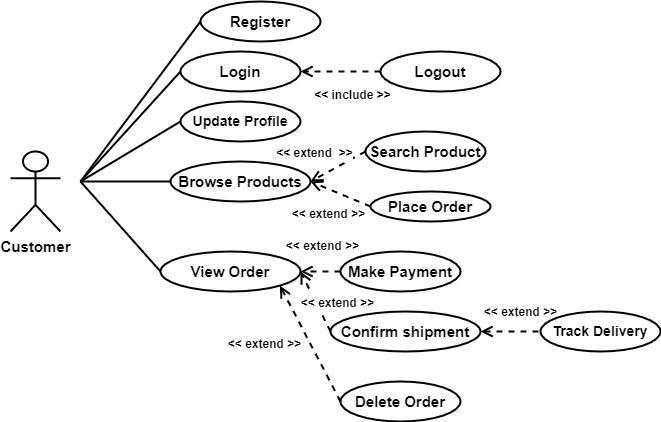 Register
Login
<< include >>
Logout
Update Profile
Browse Products
<< extend >>
Search Product
<< extend >>
Place Order
Customer
View Order
<< extend >>
Make Payment
<< extend >>
Confirm shipment
<< extend >>
Track Delivery
<< extend >>
Delete Order